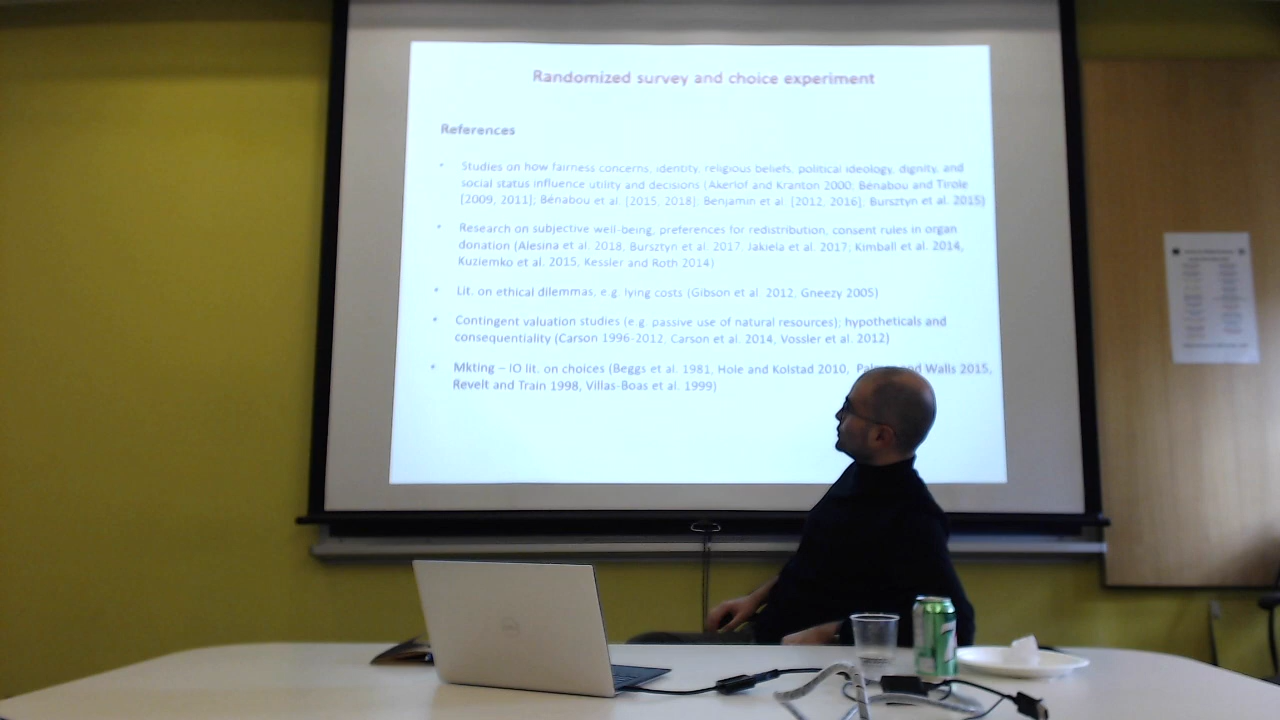 Randomized survey and choice experiment
References
• Studies on how fairness concerns, identity, religious beliefs, political ideology, dignity, and
social status influence utility and decisions (Akerlof and Kranton 2000, Bénabou and Tirole
[2009, 2011]; Bénabou et al. [2015, 2018], Benjamin et al. [2012, 2016], Bursztyn et al. 2015)
• Research on subjective well-being, preferences for redistribution, consent rules in organ
donation (Alesina et al. 2018, Bursztyn et al. 2017, Jakiela et al. 2017, Kimball et al. 2014,
Kuziemko et al. 2015, Kessler and Roth 2014)
• Lit. on ethical dilemmas, e.g. lying costs (Gibson et al. 2012, Gneezy 2005)
• Contingent valuation studies (e.g. passive use of natural resources); hypotheticals and
consequentiality (Carson 1996-2012, Carson et al. 2014, Vossler et al. 2012)
• Mkting – IO lit. on choices (Beggs et al. 1981, Hole and Kolstad 2010, and Walls 2015,
Revelt and Train 1998, Villas-Boas et al. 1999)
DELL